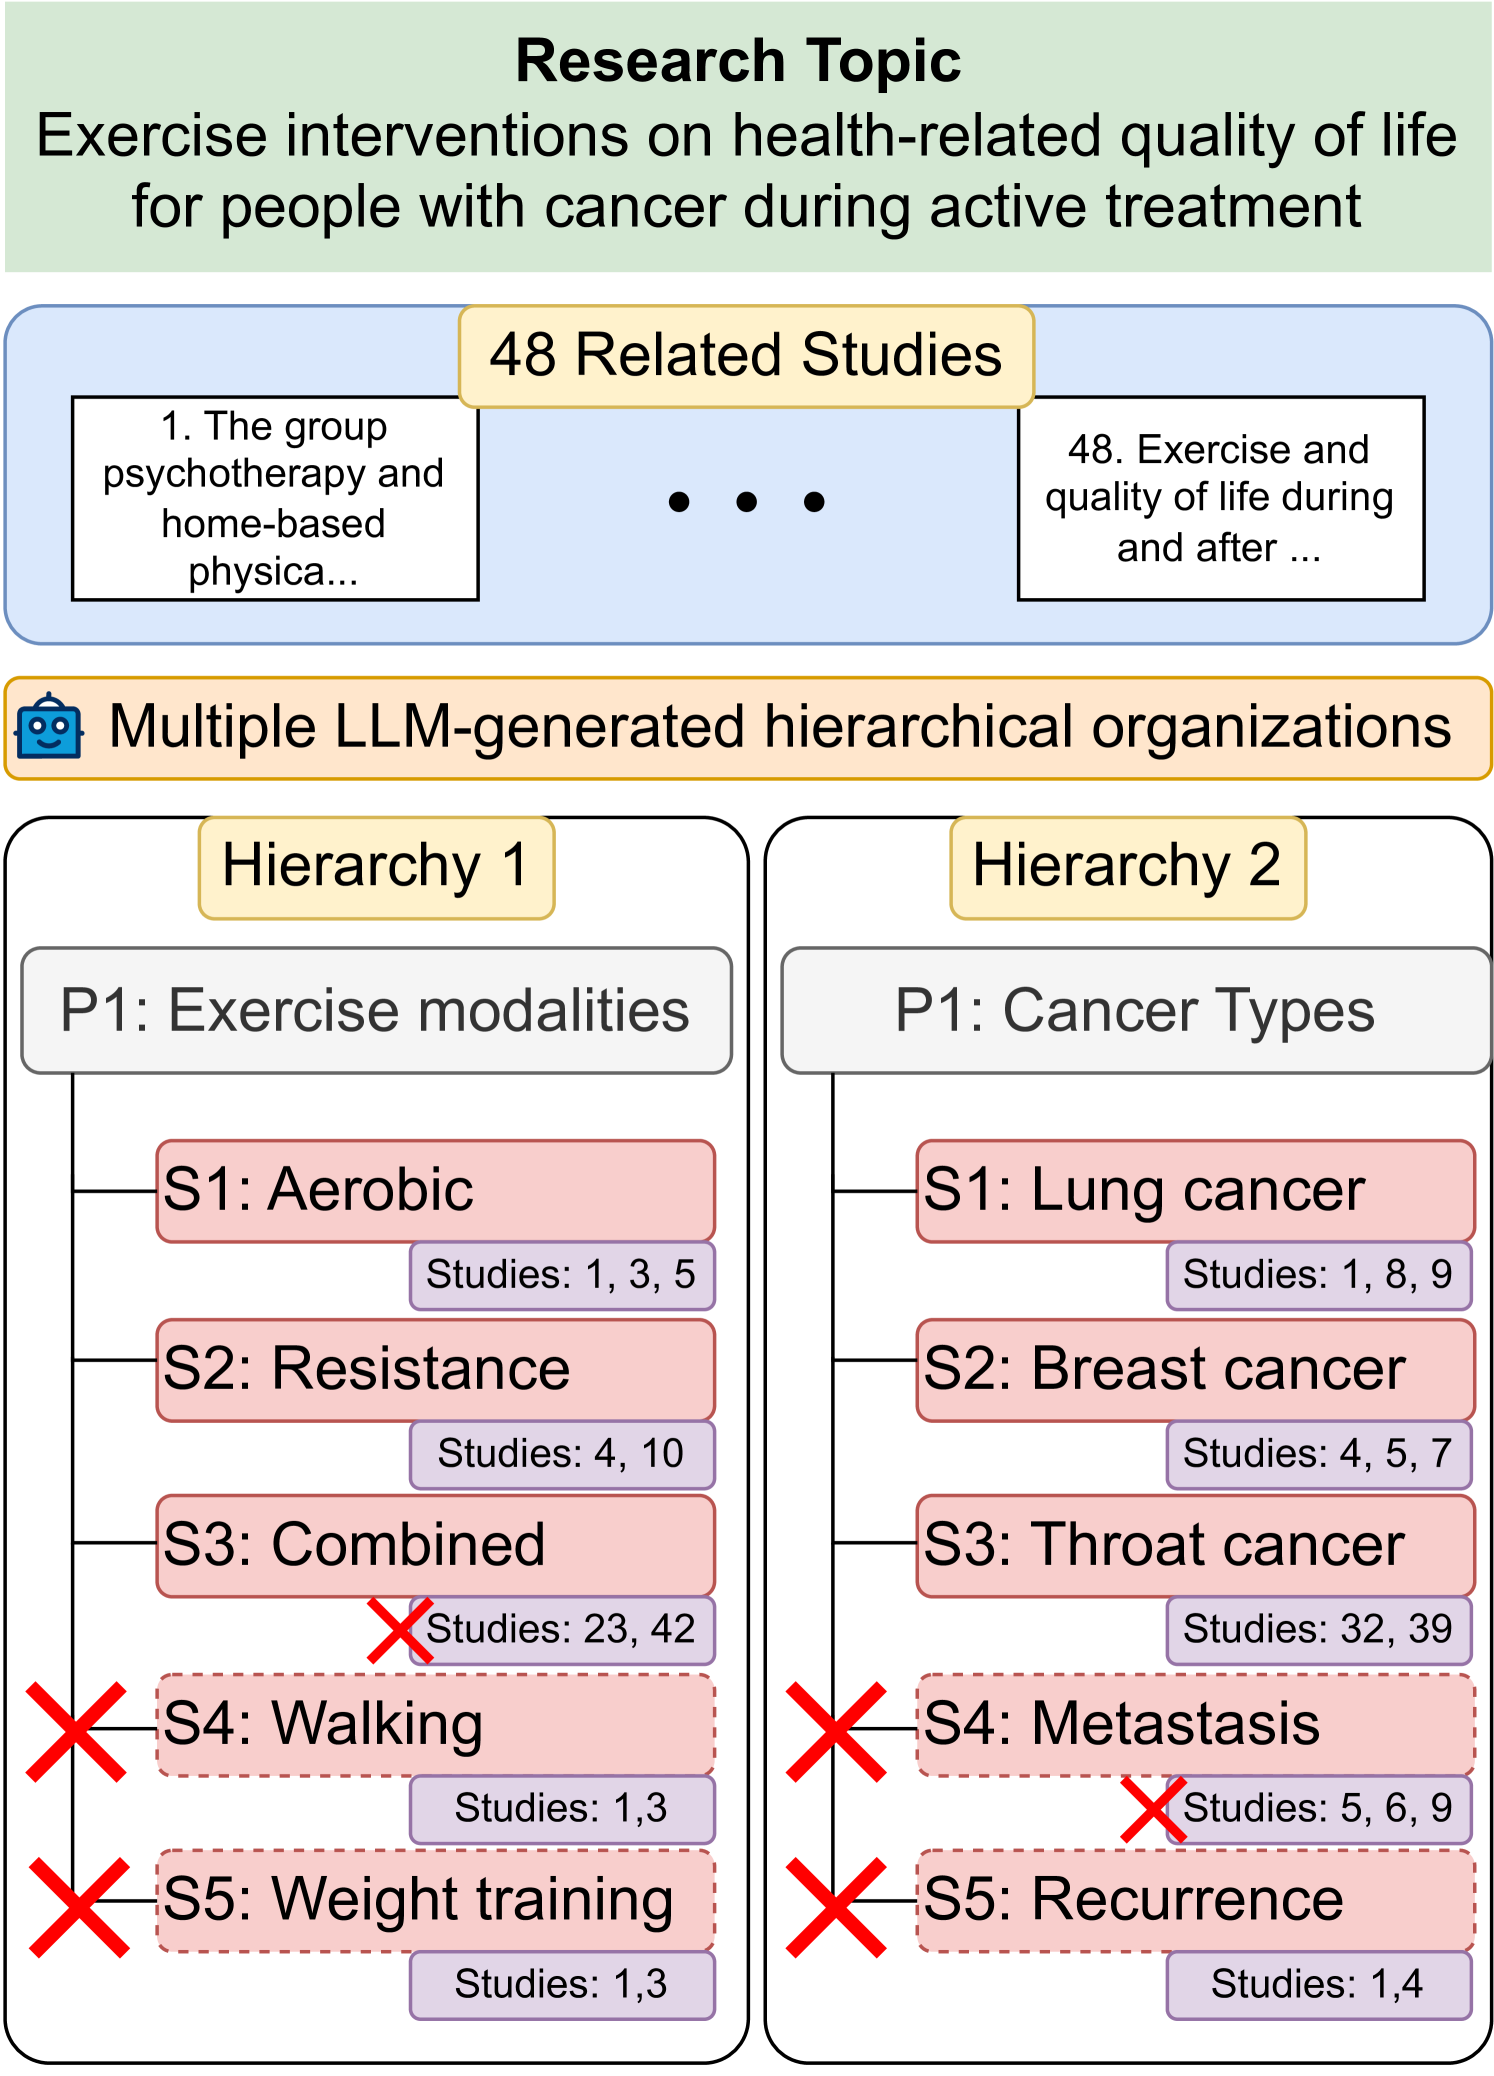 Research Topic
Exercise interventions on health-related quality of life
for people with cancer during active treatment
48 Related Studies
1. The group
psychotherapy and
home-based
physica...
48. Exercise and
quality of life during
and after ...
Multiple LLM-generated hierarchical organizations
Hierarchy 1
P1: Exercise modalities
S1: Aerobic
Studies: 1, 3, 5
S2: Resistance
Studies: 4, 10
S3: Combined
Studies: 23, 42
S4: Walking
Studies: 1,3
S5: Weight training
Studies: 1,3
Hierarchy 2
P1: Cancer Types
S1: Lung cancer
Studies: 1, 8, 9
S2: Breast cancer
Studies: 4, 5, 7
S3: Throat cancer
Studies: 32, 39
S4: Metastasis
Studies: 5, 6, 9
S5: Recurrence
Studies: 1,4